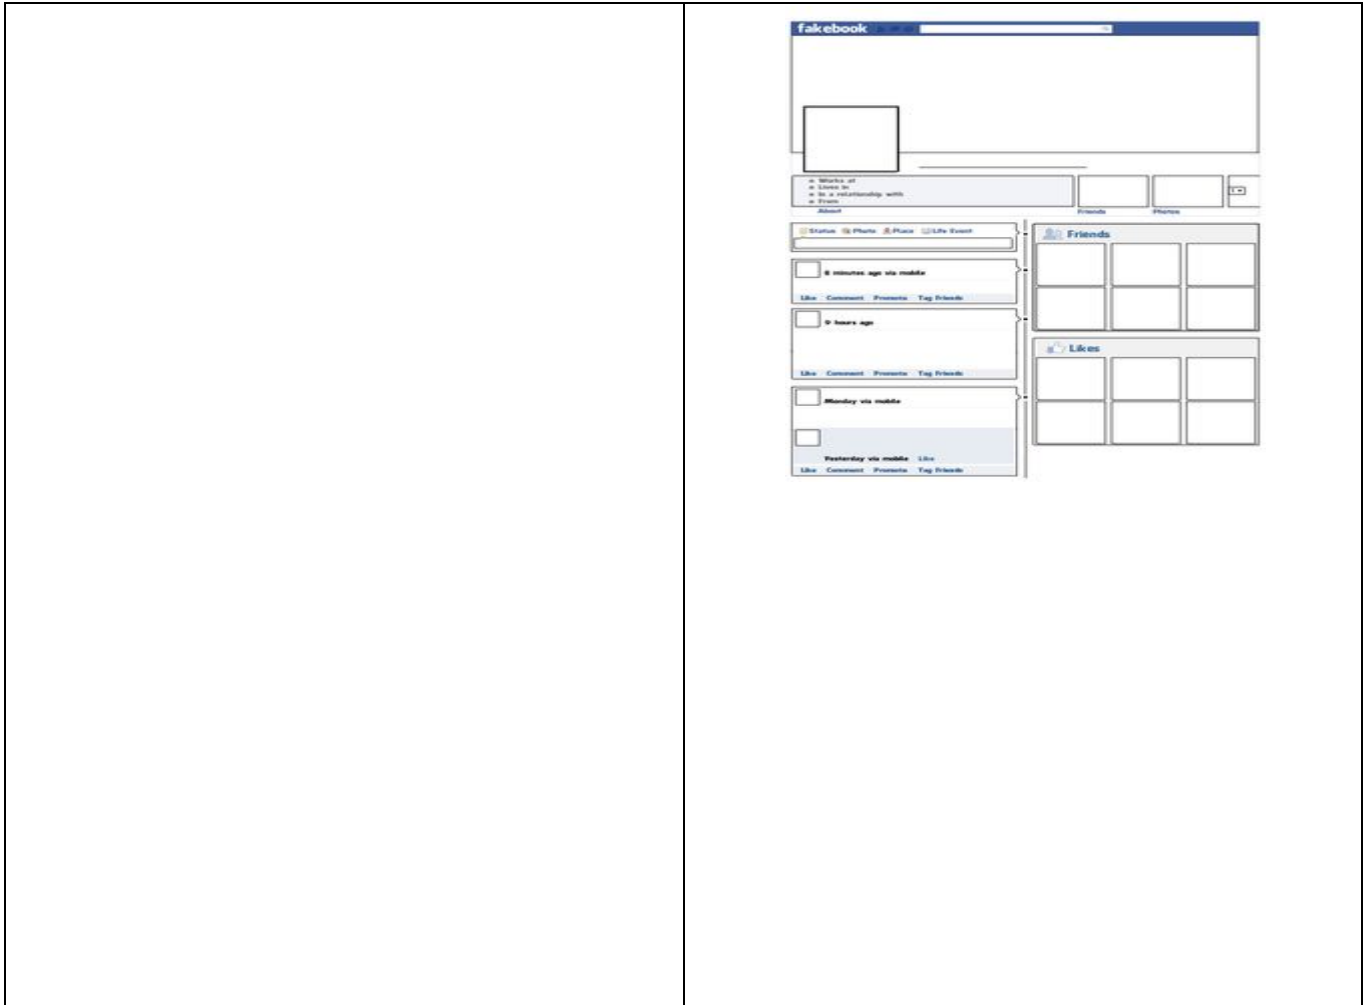 fakebook
Works at
Lives in
In a relationship with
From
About
Friends Photos
Status Photo Place Life Event
Friends
8 minutes ago via mobile
Like Comment Promote Tag Friends
9 hours ago
Like Comment Promote Tag Friends
Likes
Monday via mobile
Yesterday via mobile Like
Like Comment Promote Tag Friends